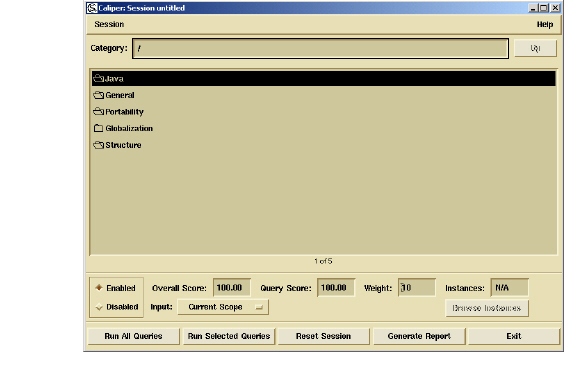 Caliper: Session untitled
Session Help
Category: / Up
Java
General
Portability
Globalization
Structure
1 of 5
Enabled Overall Score: 100.00 Query Score: 100.00 Weight: 10 Instances: N/A
Disabled Input: Current Scope Browse Instances
Run All Queries Run Selected Queries Reset Session Generate Report Exit